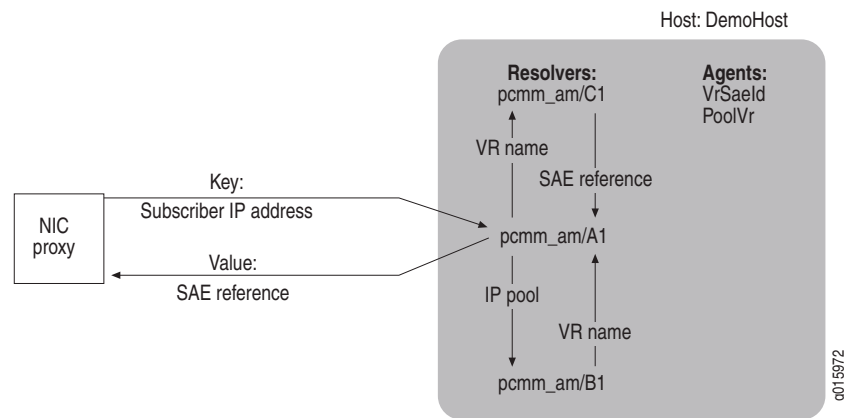 Host: DemoHost
Resolvers:
Agents:
pcmm_am/C1
VrSaeId
PoolVr
VR name
SAE reference
Key:
Subscriber IP address
NIC
proxy
pcmm_am/A1
Value:
SAE reference
IP pool
VR name
pcmm_am/B1
g015972